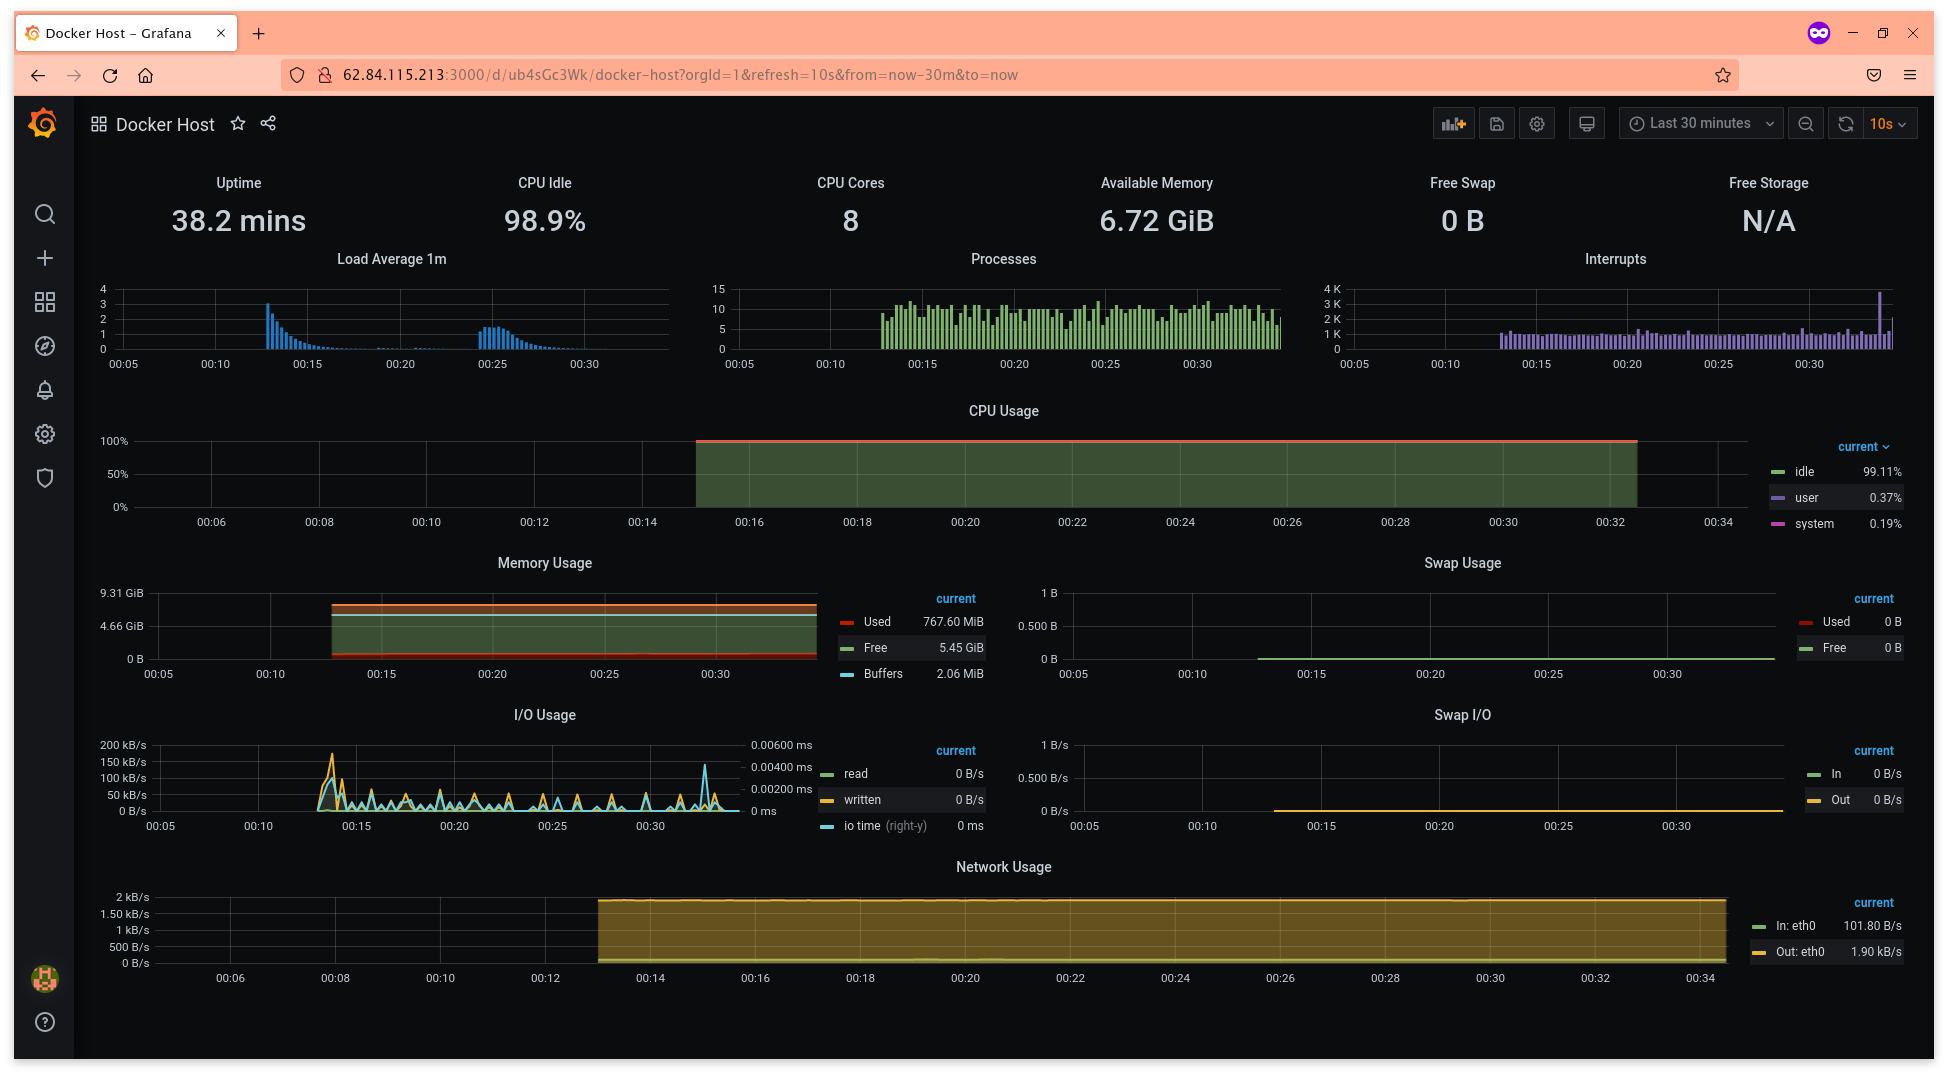 Docker Host - Grafana
62.84.115.213:3000/d/ub4sGc3Wk/docker-host?orgId=1&refresh=10s&from=now-30m&to=now
Docker Host
Last 30 minutes
10s
Uptime
38.2 mins
CPU Idle
98.9%
CPU Cores
8
Available Memory
6.72 GiB
Free Swap
0 B
Free Storage
N/A
Load Average 1m
4
3
2
1
0
00:05 00:10 00:15 00:20 00:25 00:30
Processes
15
10
5
0
00:05 00:10 00:15 00:20 00:25 00:30
Interrupts
4 K
3 K
2 K
1 K
0
00:05 00:10 00:15 00:20 00:25 00:30
CPU Usage
100%
50%
0%
00:06 00:08 00:10 00:12 00:14 00:16 00:18 00:20 00:22 00:24 00:26 00:28 00:30 00:32 00:34
current
idle 99.11%
user 0.37%
system 0.19%
Memory Usage
9.31 GiB
4.66 GiB
0 B
00:05 00:10 00:15 00:20 00:25 00:30
current
Used 767.60 MiB
Free 5.45 GiB
Buffers 2.06 MiB
Swap Usage
1 B
0.500 B
0 B
00:05 00:10 00:15 00:20 00:25 00:30
current
Used 0 B
Free 0 B
I/O Usage
200 kB/s
150 kB/s
100 kB/s
50 kB/s
0 B/s
0.00600 ms
0.00400 ms
0.00200 ms
0 ms
00:05 00:10 00:15 00:20 00:25 00:30
current
read 0 B/s
written 0 B/s
io time (right-y) 0 ms
Swap I/O
1 B/s
0.500 B/s
0 B/s
00:05 00:10 00:15 00:20 00:25 00:30
current
In 0 B/s
Out 0 B/s
Network Usage
2 kB/s
1.50 kB/s
1 kB/s
500 B/s
0 B/s
00:06 00:08 00:10 00:12 00:14 00:16 00:18 00:20 00:22 00:24 00:26 00:28 00:30 00:32 00:34
current
In: eth0 101.80 B/s
Out: eth0 1.90 kB/s